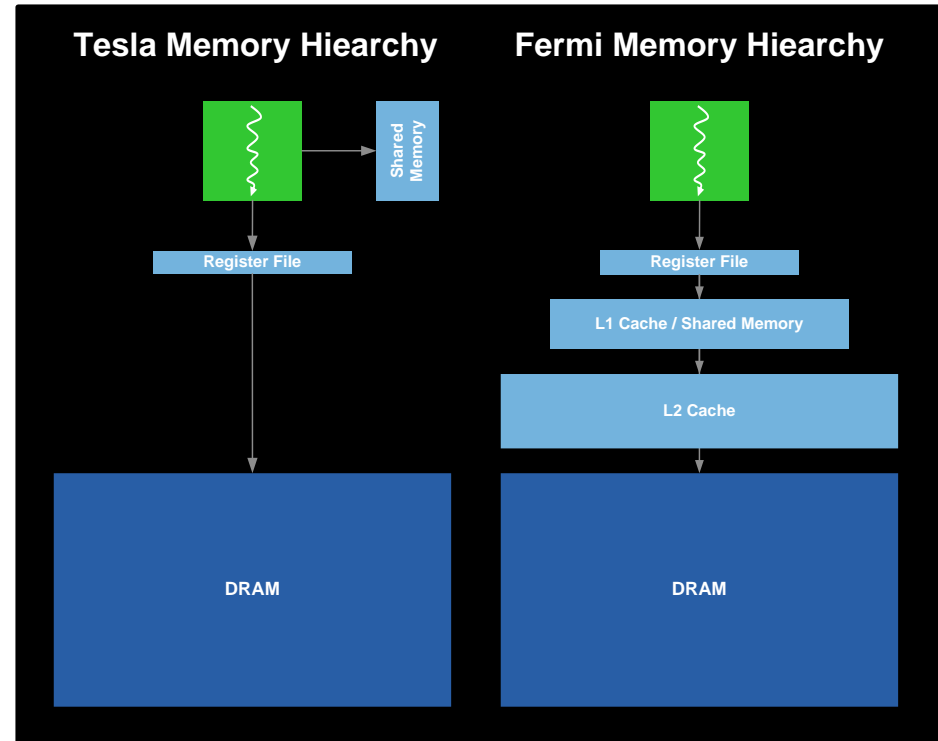 Tesla Memory Hiearchy
Shared
Memory
Register File
DRAM
Fermi Memory Hiearchy
Register File
L1 Cache / Shared Memory
L2 Cache
DRAM